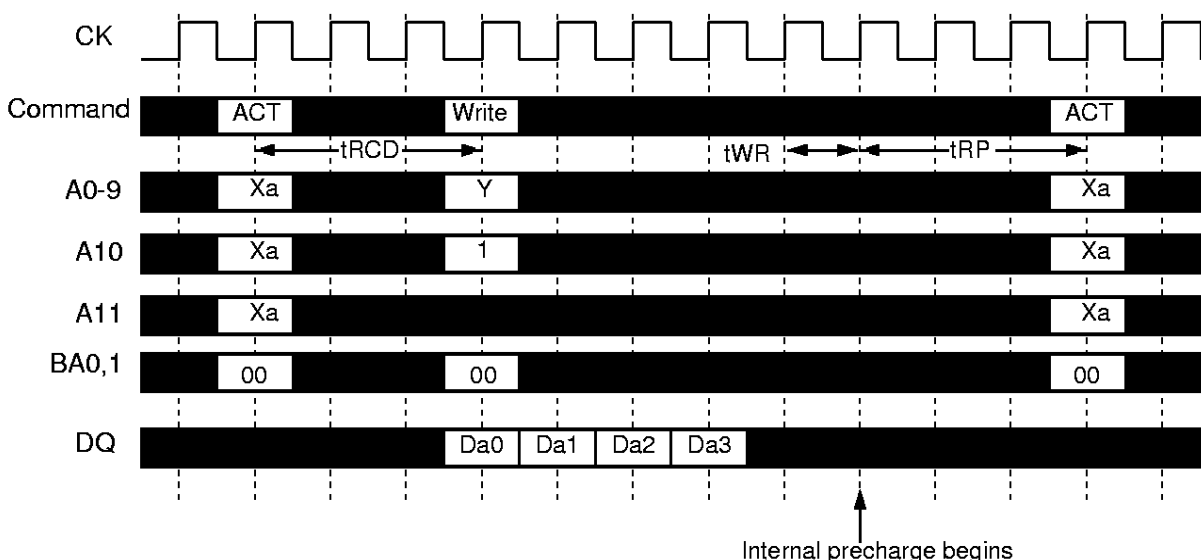 CK
Command ACT Write ACT
tRCD tWR tRP
A0-9 Xa Y Xa
A10 Xa 1 Xa
A11 Xa Xa
BA0,1 00 00 00
DQ Da0 Da1 Da2 Da3
Internal precharge begins